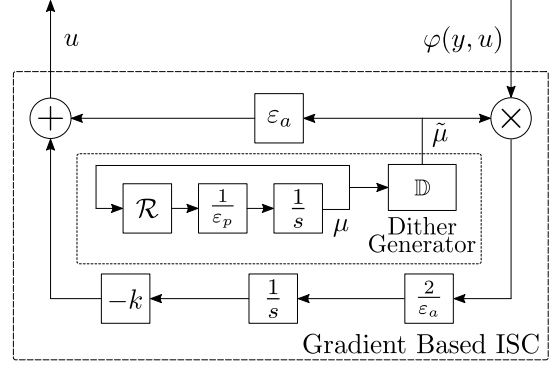 u
φ(y, u)
+
ε_a
×
μ̃
ℛ
1/ε_p
1/s
μ
𝔻
Dither
Generator
−k
1/s
2/ε_a
Gradient Based ISC